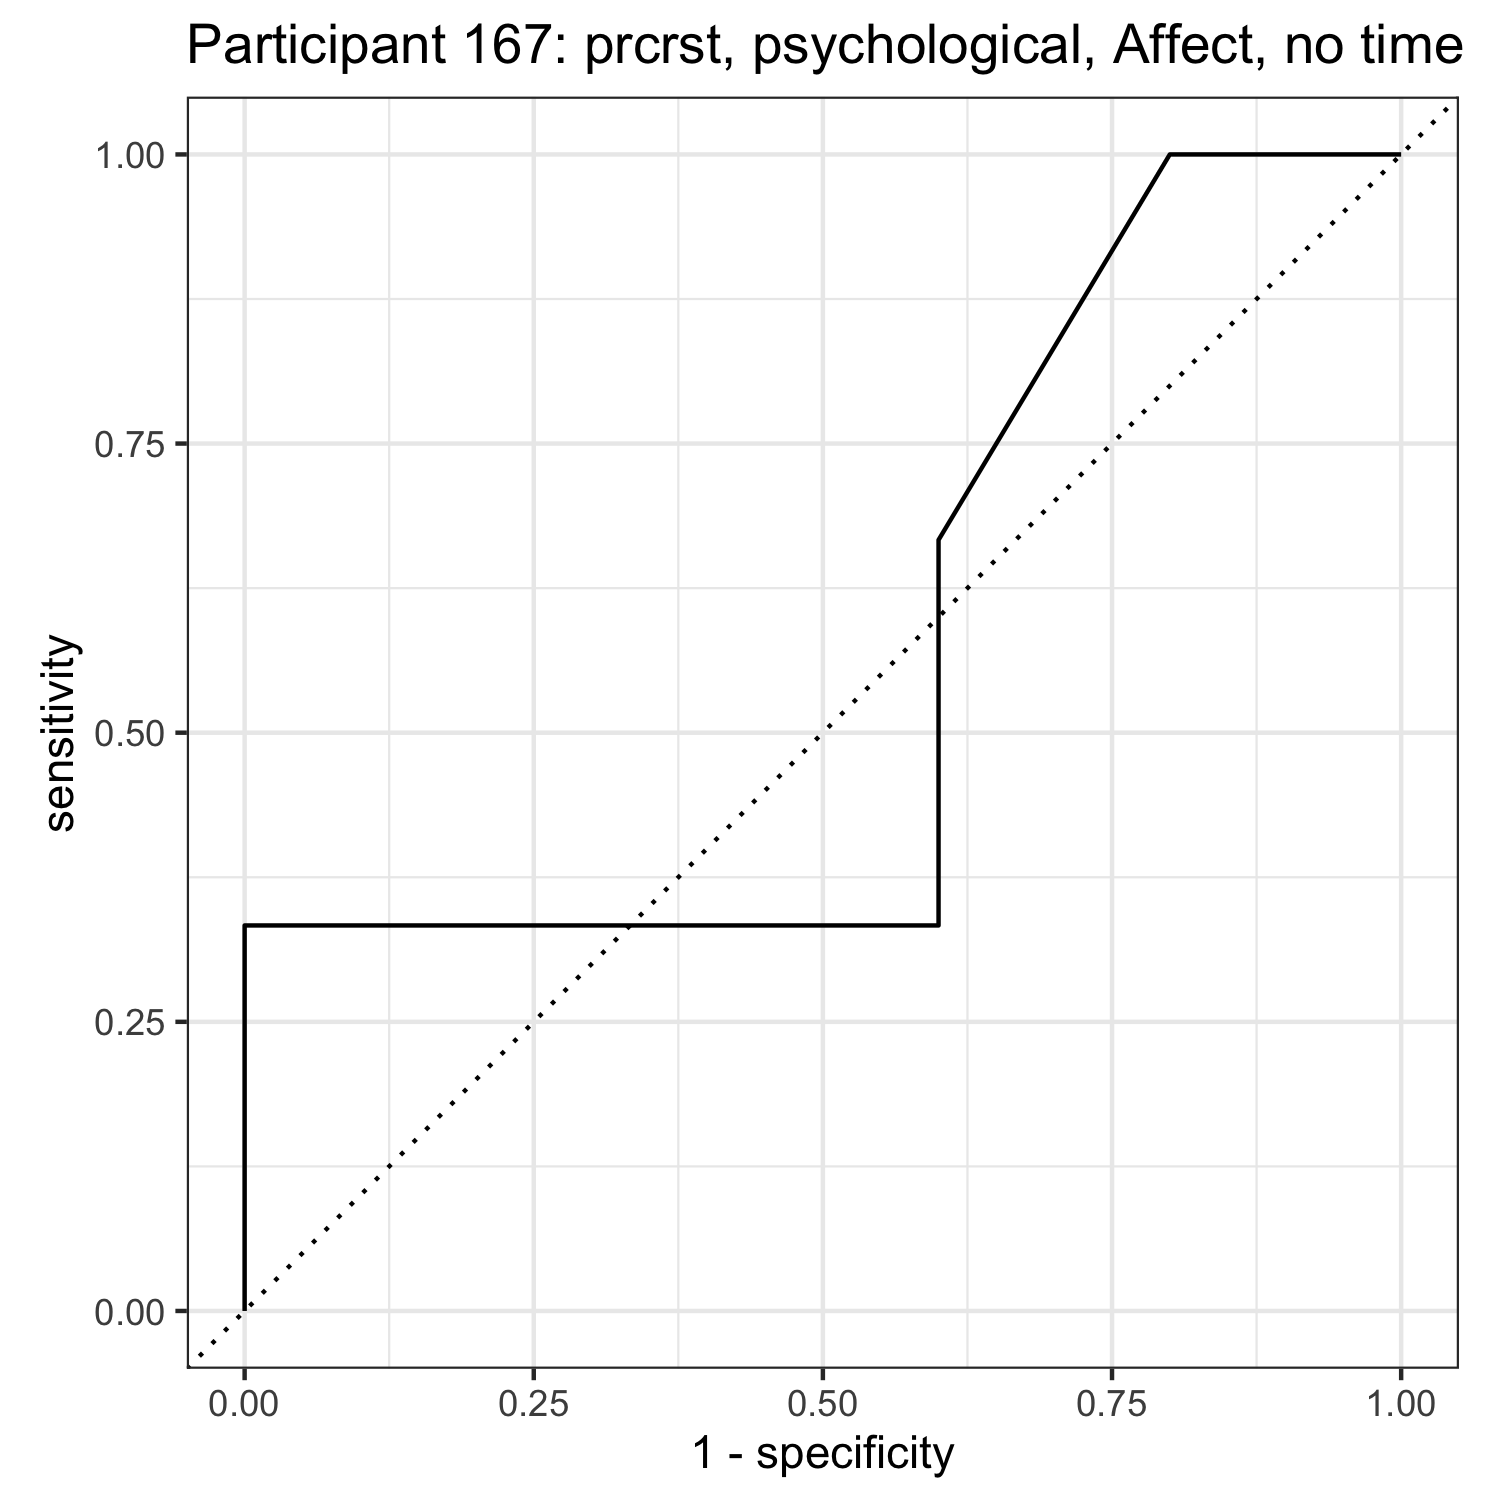 Participant 167: prcrst, psychological, Affect, no time
sensitivity
1.00
0.75
0.50
0.25
0.00
0.00 0.25 0.50 0.75 1.00
1 - specificity